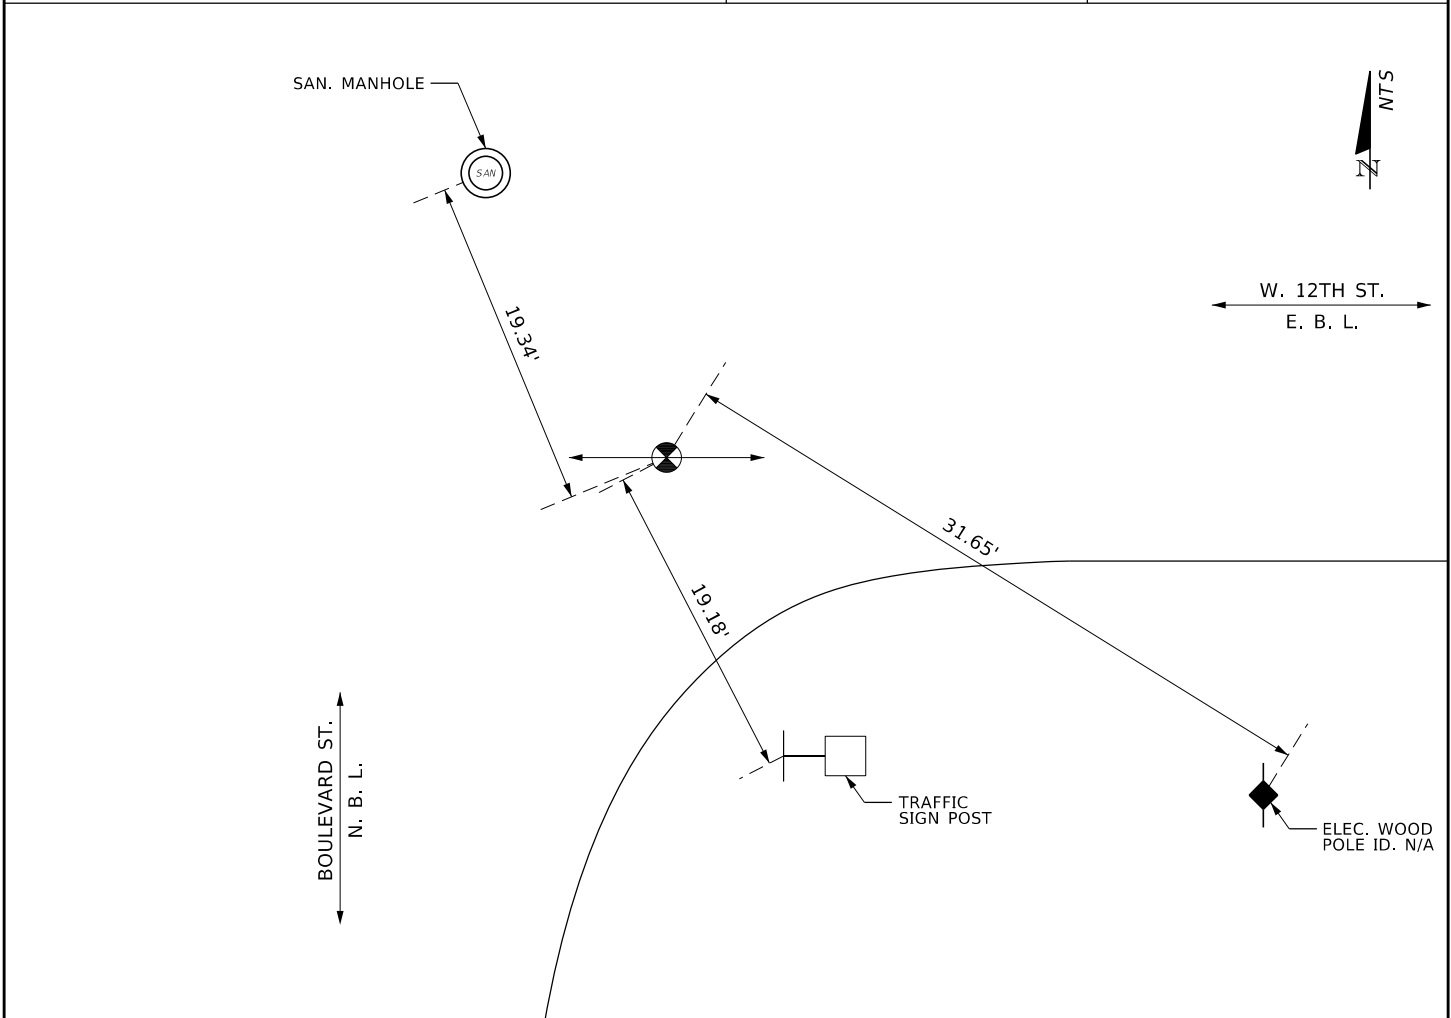 SAN. MANHOLE
SAN
NTS
N
W. 12TH ST.
E. B. L.
19.34'
31.65'
19.18'
BOULEVARD ST.
N. B. L.
TRAFFIC
SIGN POST
ELEC. WOOD
POLE ID. N/A